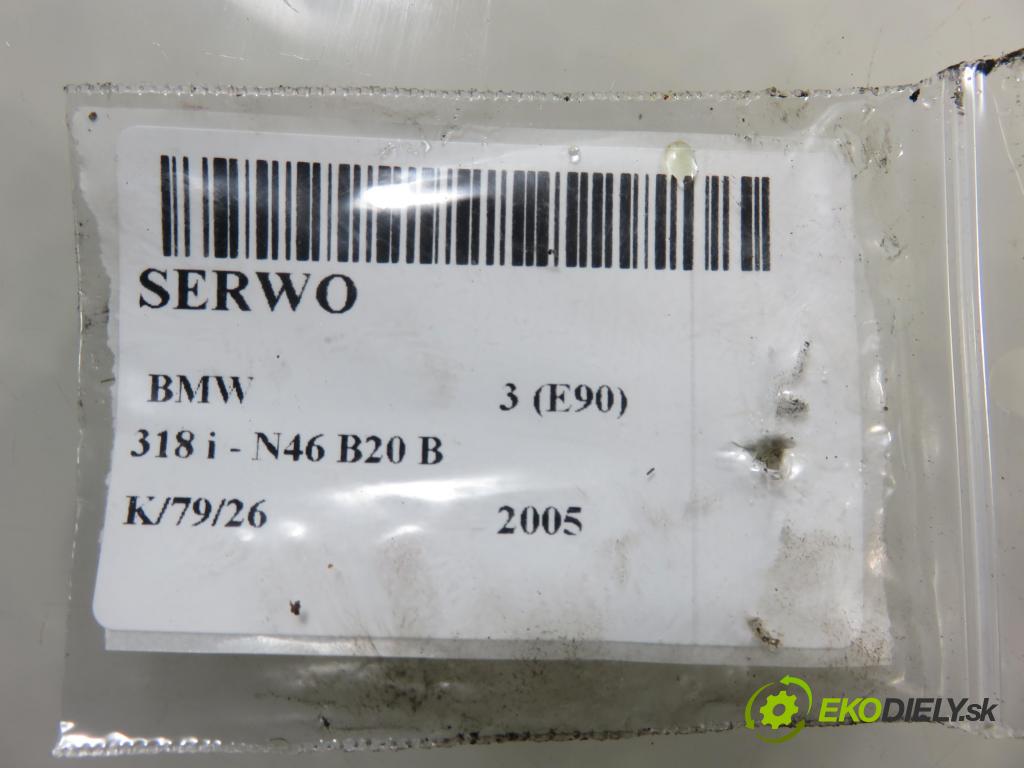 SERWO
BMW 3 (E90)
318 i - N46 B20 B
K/79/26 2005
EKODIELY.sk